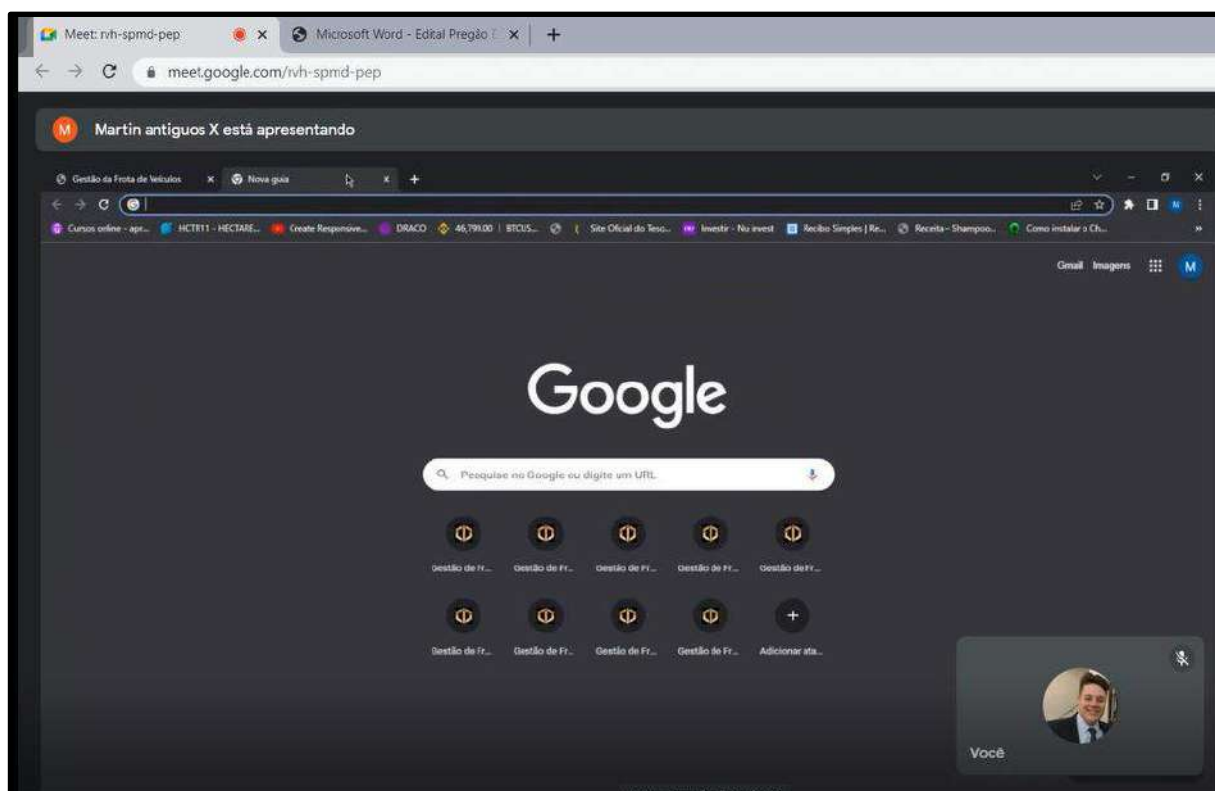 Meet: rvh-spmd-pep
Microsoft Word - Edital Pregão
meet.google.com/rvh-spmd-pep
M
Martin antiguos X está apresentando
Gestão da Frota de Veículos
Nova guia
Cursos online - apr...
HCTR11 - HECTARE...
Create Responsive...
DRACO
46,799.00 | BTCUS...
Site Oficial do Teso...
Investir - Nu invest
Recibo Simples | Re...
Receita - Shampoo...
Como instalar o Ch...
Gmail
Imagens
M
Google
Pesquise no Google ou digite um URL
Gestão de Fr...
Gestão de Fr...
Gestão de Fr...
Gestão de Fr...
Gestão de Fr...
Gestão de Fr...
Gestão de Fr...
Gestão de Fr...
Gestão de Fr...
Adicionar ata...
Você